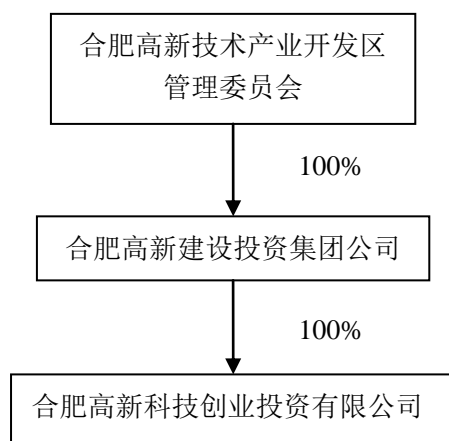 合肥高新技术产业开发区
管理委员会
100%
合肥高新建设投资集团公司
100%
合肥高新科技创业投资有限公司